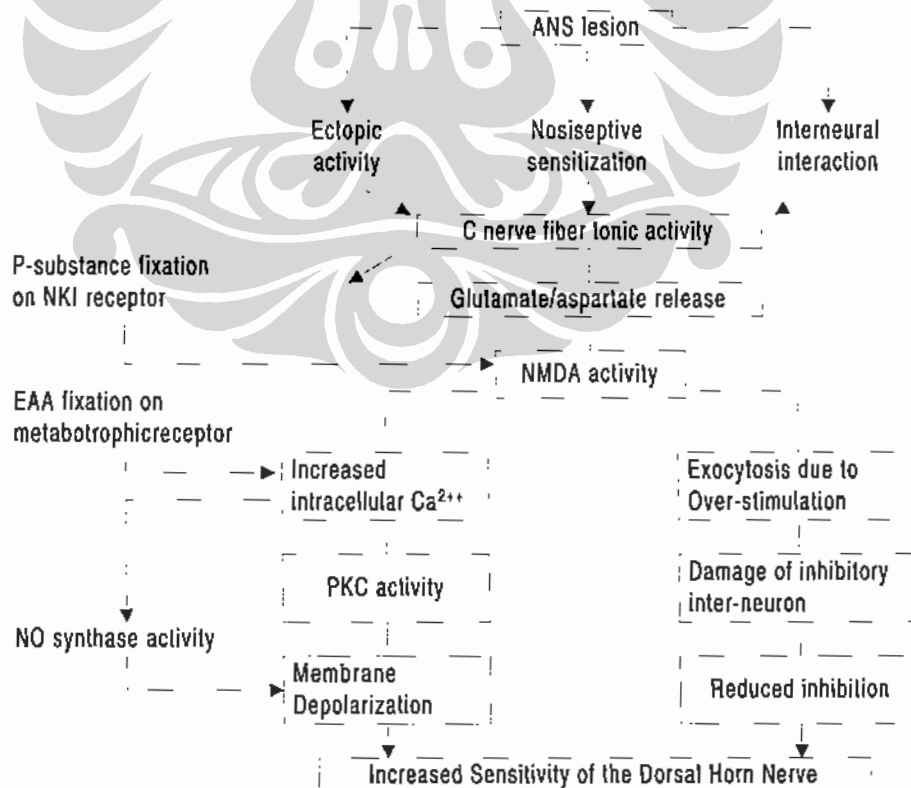 ANS lesion
Ectopic
activity
Nosiseptive
sensitization
Interneural
interaction
C nerve fiber tonic activity
P-substance fixation
on NKI receptor
Glutamate/aspartate release
NMDA activity
EAA fixation on
metabotrophicreceptor
Increased
intracellular Ca²⁺⁺
Exocytosis due to
Over-stimulation
PKC activity
Damage of inhibitory
inter-neuron
NO synthase activity
Membrane
Depolarization
Reduced inhibition
Increased Sensitivity of the Dorsal Horn Nerve